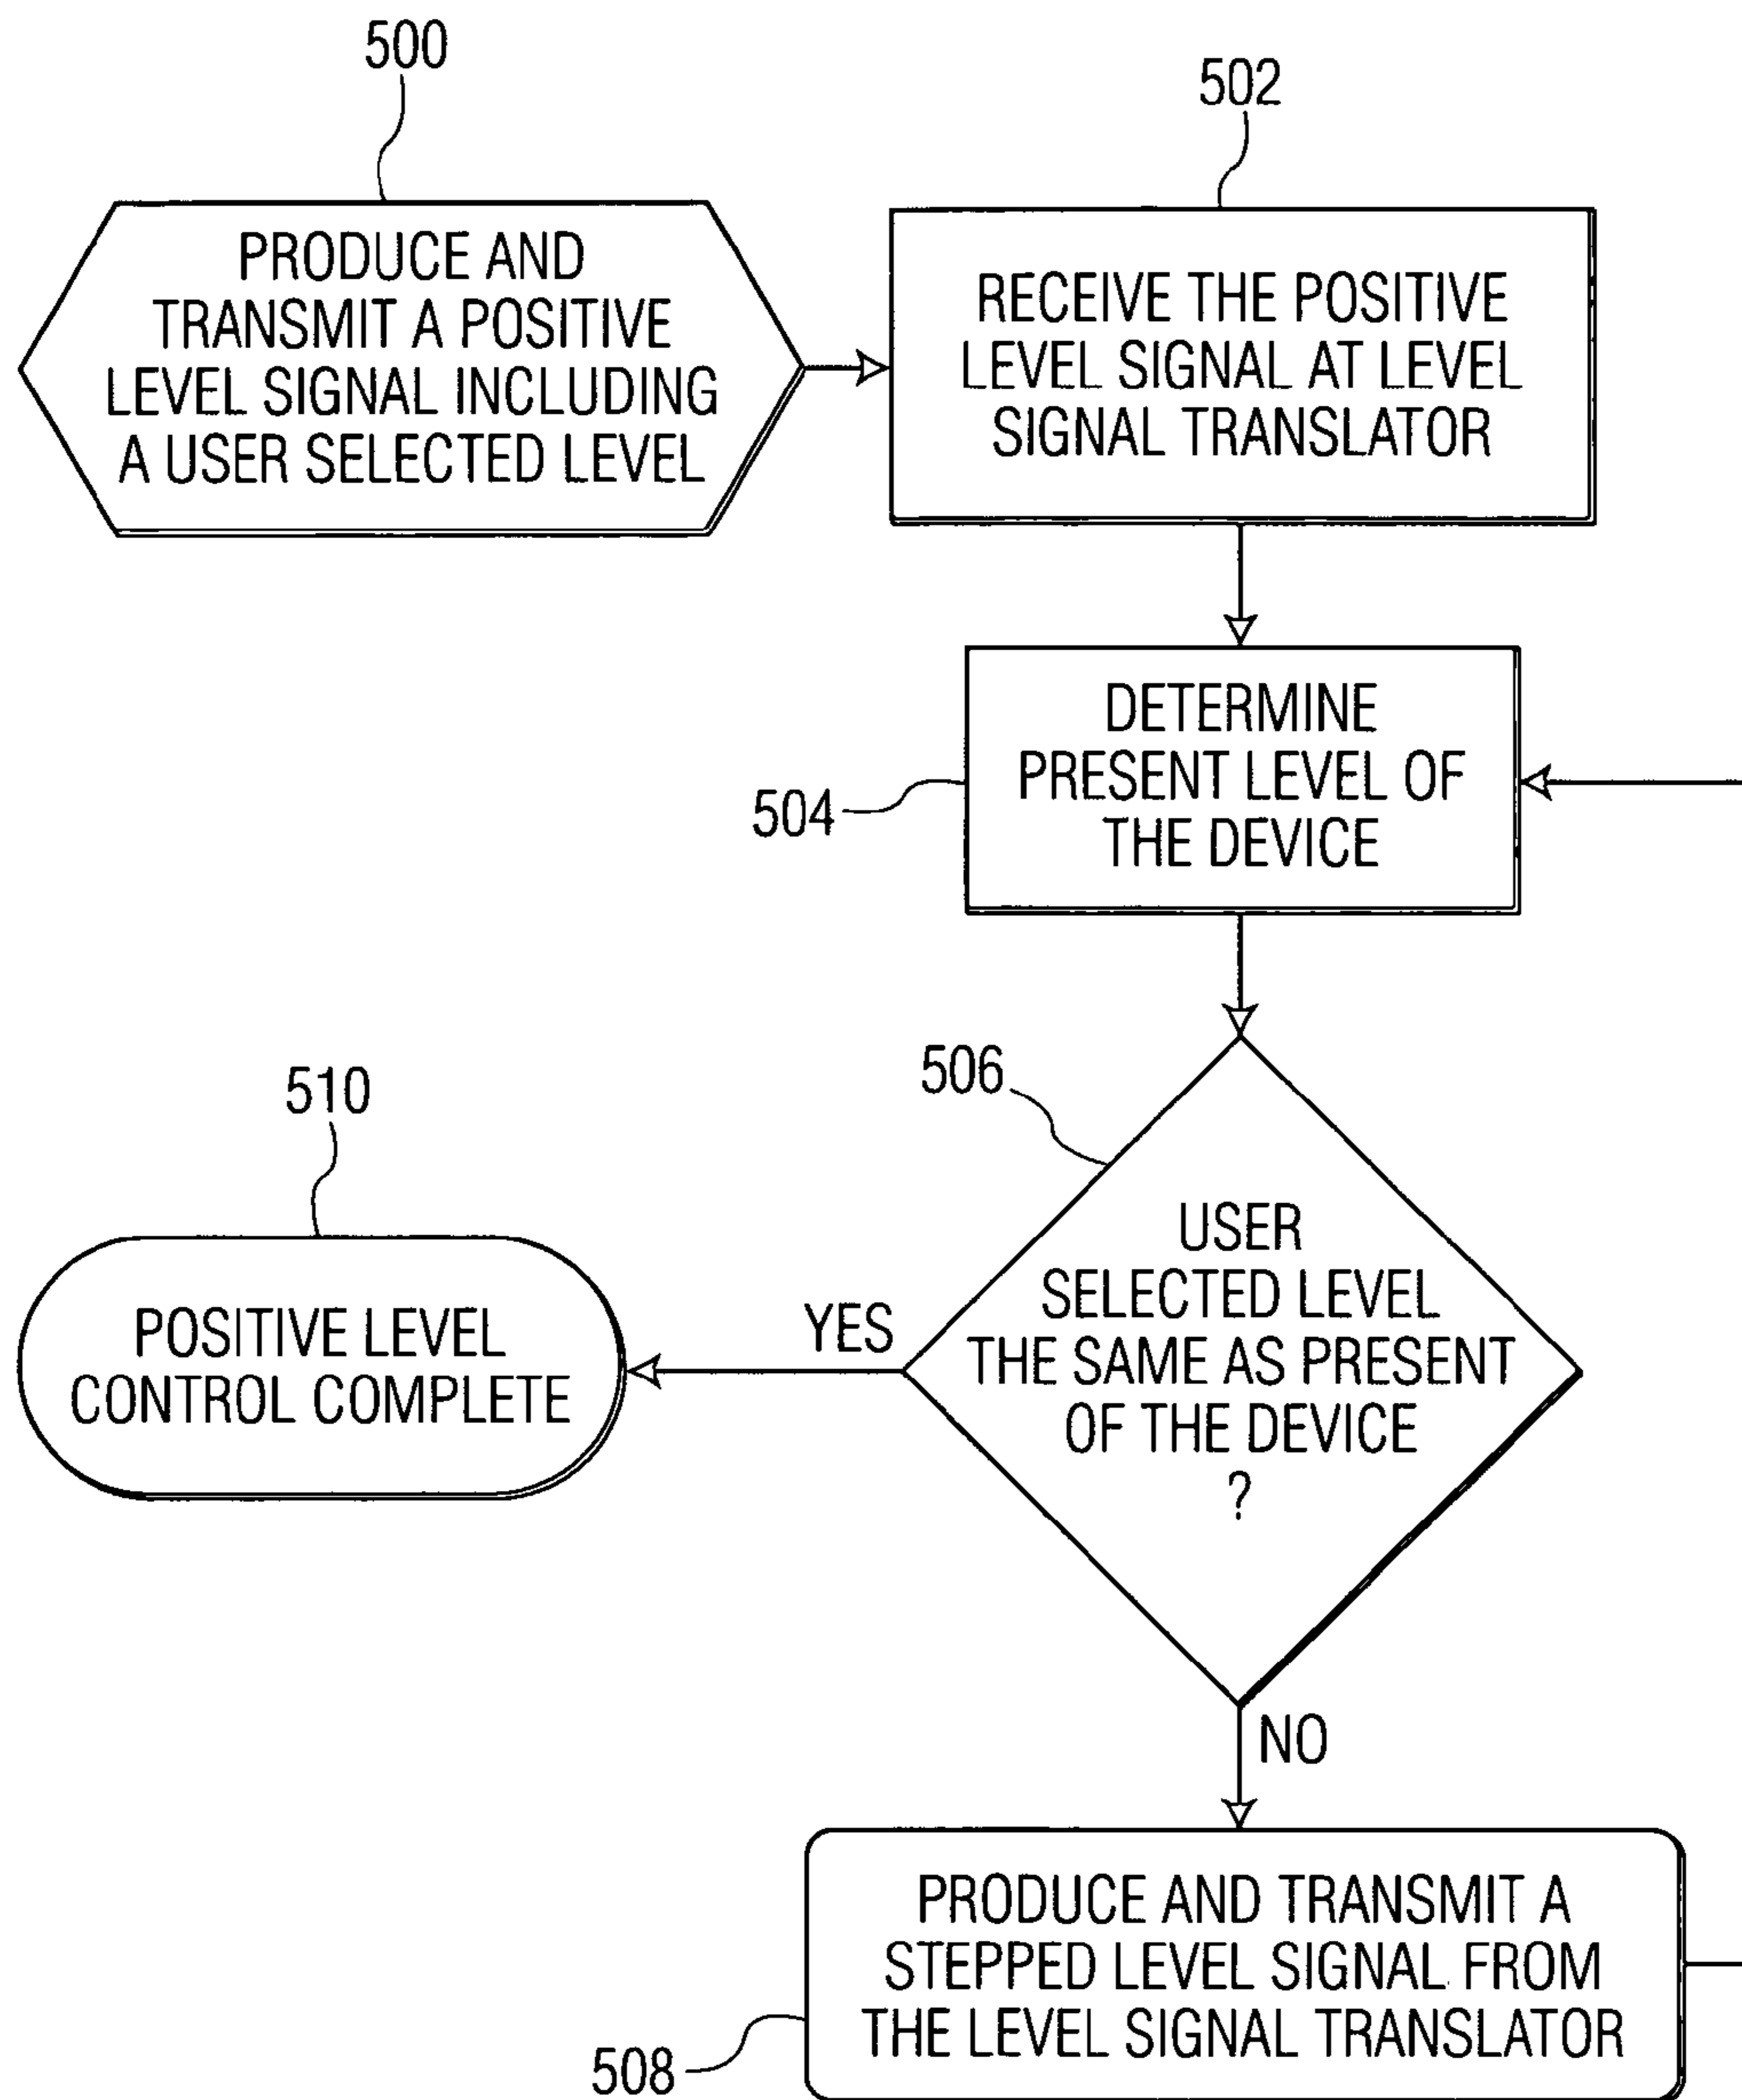 500
PRODUCE AND
TRANSMIT A POSITIVE
LEVEL SIGNAL INCLUDING
A USER SELECTED LEVEL
502
RECEIVE THE POSITIVE
LEVEL SIGNAL AT LEVEL
SIGNAL TRANSLATOR
504
DETERMINE
PRESENT LEVEL OF
THE DEVICE
506
USER
SELECTED LEVEL
THE SAME AS PRESENT
OF THE DEVICE
?
YES
510
POSITIVE LEVEL
CONTROL COMPLETE
NO
508
PRODUCE AND TRANSMIT A
STEPPED LEVEL SIGNAL FROM
THE LEVEL SIGNAL TRANSLATOR